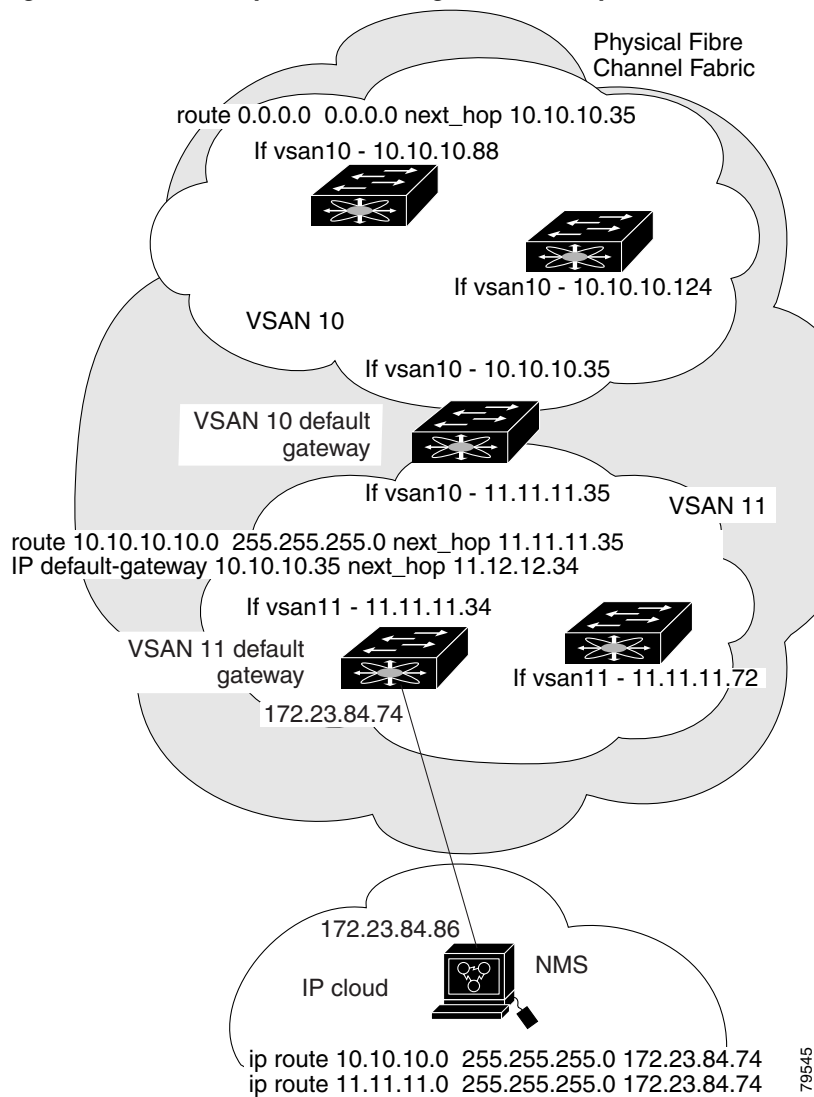 Physical Fibre
Channel Fabric
route 0.0.0.0 0.0.0.0 next_hop 10.10.10.35
If vsan10 - 10.10.10.88
If vsan10 - 10.10.10.124
VSAN 10
If vsan10 - 10.10.10.35
VSAN 10 default
gateway
If vsan10 - 11.11.11.35
VSAN 11
route 10.10.10.10.0 255.255.255.0 next_hop 11.11.11.35
IP default-gateway 10.10.10.35 next_hop 11.12.12.34
If vsan11 - 11.11.11.34
VSAN 11 default
gateway
If vsan11 - 11.11.11.72
172.23.84.74
172.23.84.86
NMS
IP cloud
ip route 10.10.10.0 255.255.255.0 172.23.84.74
ip route 11.11.11.0 255.255.255.0 172.23.84.74
79545